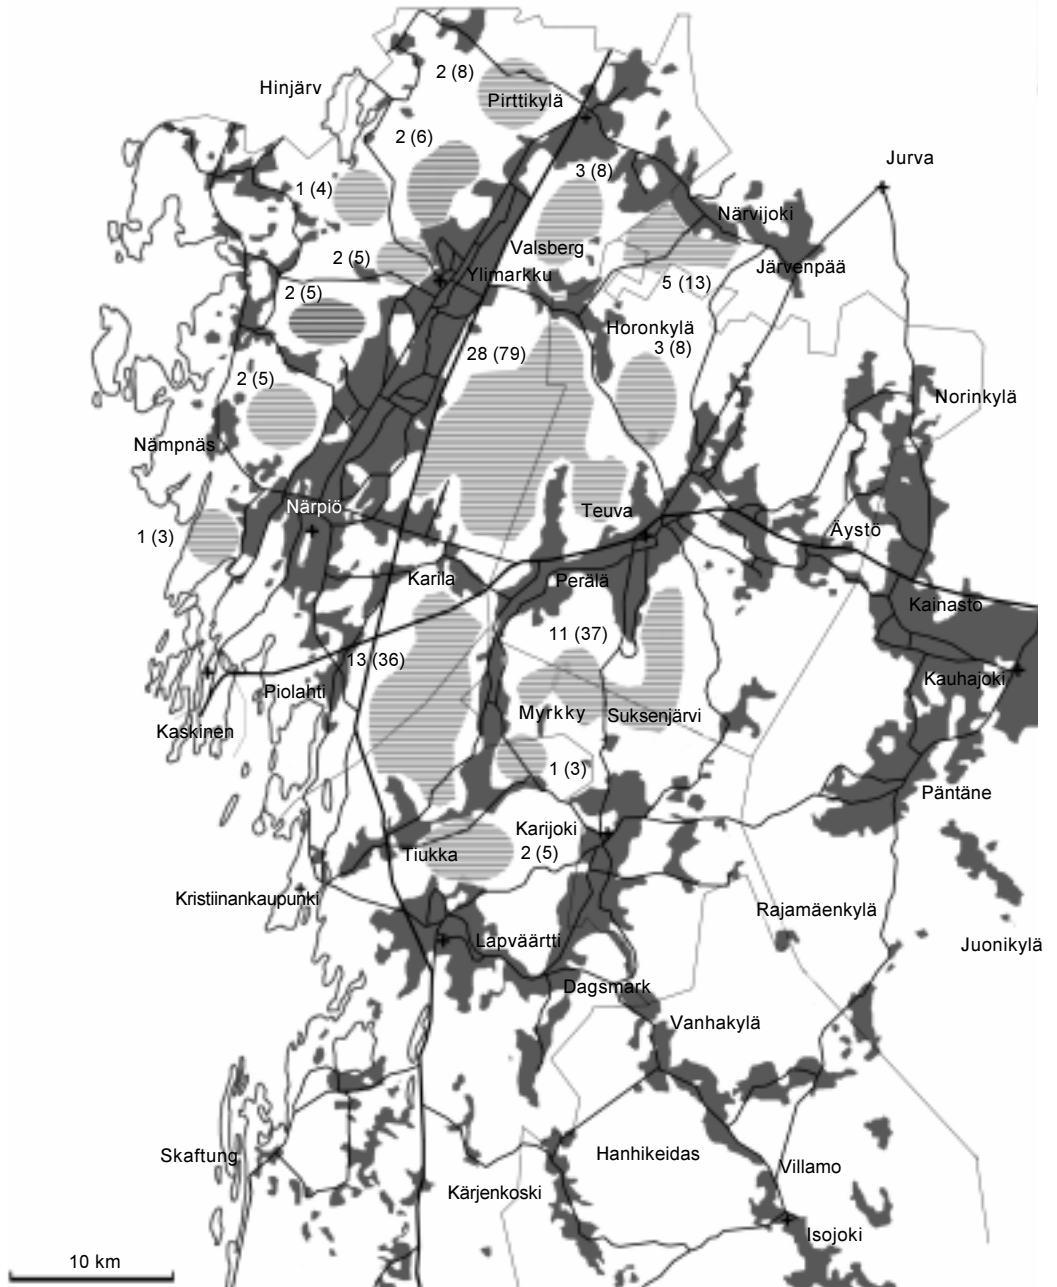 2 (8)
Hinjärv
Pirttikylä
2 (6)
Jurva
3 (8)
1 (4)
Närvijoki
Valsberg
2 (5)
Ylimarkku
Järvenpää
5 (13)
2 (5)
Horonkylä
28 (79)
3 (8)
2 (5)
Norinkylä
Nämpnäs
Närpiö
Teuva
1 (3)
Äystö
Karila
Perälä
Kainasto
11 (37)
13 (36)
Kauhajoki
Piolahti
Myrkky
Suksenjärvi
Kaskinen
1 (3)
Päntäne
Karijoki
Tiukka
2 (5)
Kristiinankaupunki
Rajamäenkylä
Lapväärtti
Juonikylä
Dagsmark
Vanhakylä
Skaftung
Hanhikeidas
Villamo
Kärjenkoski
Isojoki
10 km